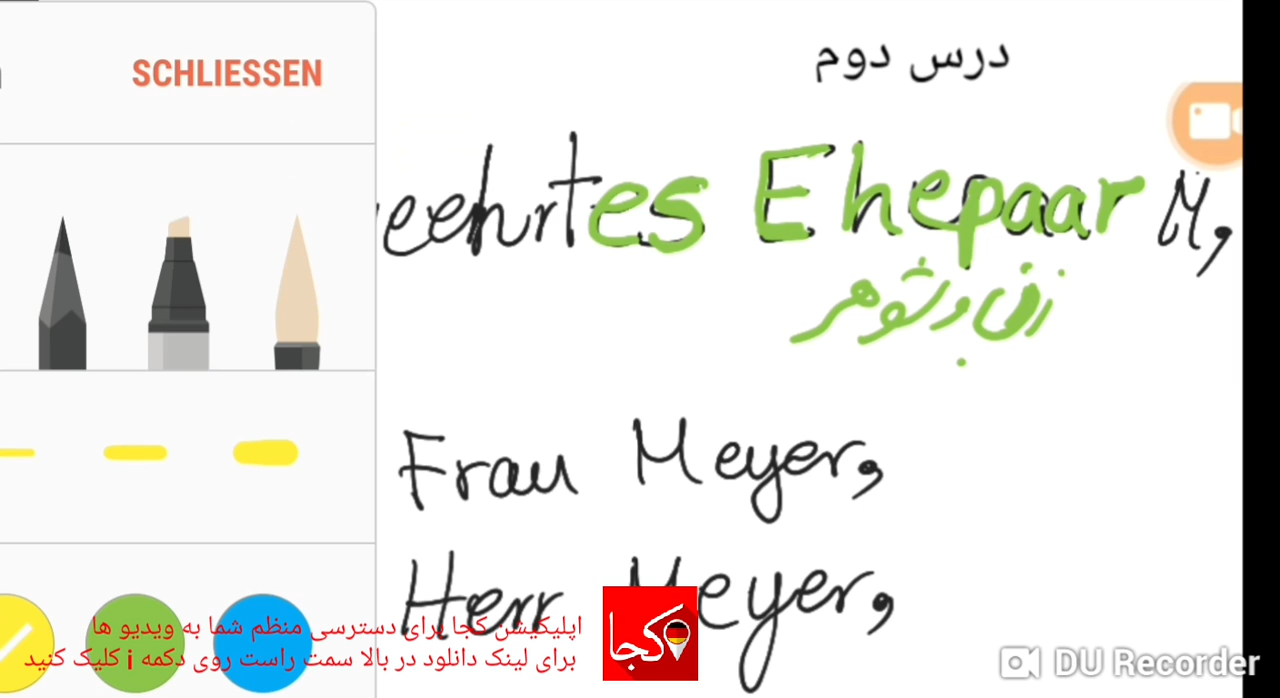 SCHLIESSEN
درس دوم
eehrtes Ehepaar M,
زن و شوهر
Frau Meyer,
Herr Meyer,
اپلیکیشن کجا برای دسترسی منظم شما به ویدیو ها
برای لینک دانلود در بالا سمت راست روی دکمه i کلیک کنید
کجا
DU Recorder